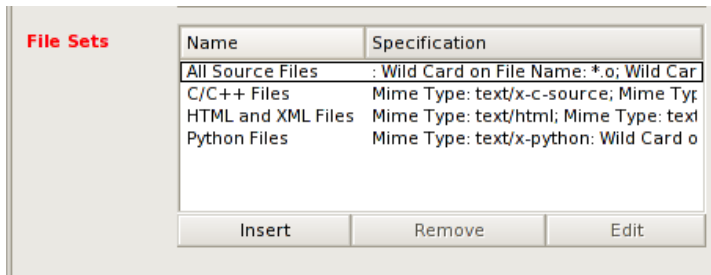 File Sets
Name Specification
All Source Files : Wild Card on File Name: *.o; Wild Car
C/C++ Files Mime Type: text/x-c-source; Mime Typ
HTML and XML Files Mime Type: text/html; Mime Type: text
Python Files Mime Type: text/x-python: Wild Card o
Insert Remove Edit